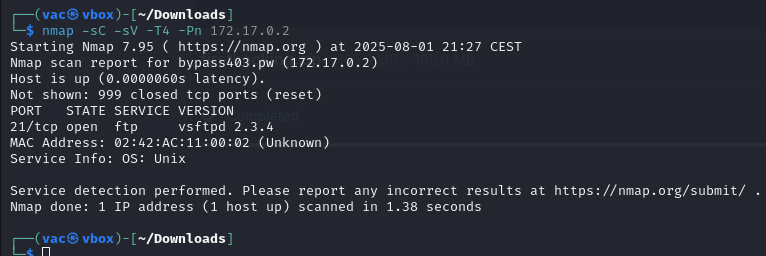 ┌──(vac㉿vbox)-[~/Downloads]
└─$ nmap -sC -sV -T4 -Pn 172.17.0.2
Starting Nmap 7.95 ( https://nmap.org ) at 2025-08-01 21:27 CEST
Nmap scan report for bypass403.pw (172.17.0.2)
Host is up (0.0000060s latency).
Not shown: 999 closed tcp ports (reset)
PORT   STATE SERVICE VERSION
21/tcp open  ftp     vsftpd 2.3.4
MAC Address: 02:42:AC:11:00:02 (Unknown)
Service Info: OS: Unix

Service detection performed. Please report any incorrect results at https://nmap.org/submit/ .
Nmap done: 1 IP address (1 host up) scanned in 1.38 seconds

┌──(vac㉿vbox)-[~/Downloads]
└─$